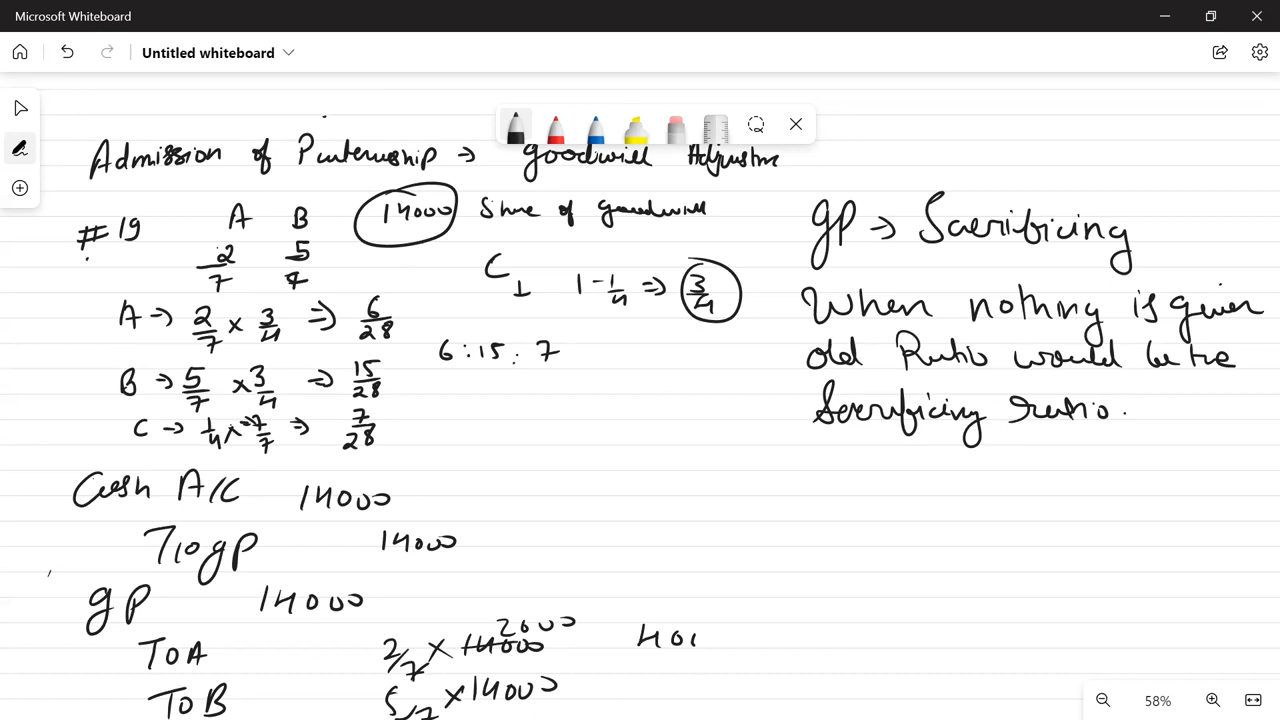 Microsoft Whiteboard
Untitled whiteboard
Admission of Partnership → goodwill Adjustme
#19 A B 14000 Share of goodwill
2/7 5/7
C 1 1 - 1/4 ⇒ 3/4
A → 2/7 × 3/4 ⇒ 6/28
6 : 15 : 7
B → 5/7 × 3/4 ⇒ 15/28
C → 1/4 × 7/7 ⇒ 7/28
gp → Sacrificing
When nothing is given
old Ratio would be the
Sacrificing ratio.
Cash A/C 14000
To gp 14000
gp 14000
To A 2/7 × 14000 2000 400
To B 5/7 × 14000
58%